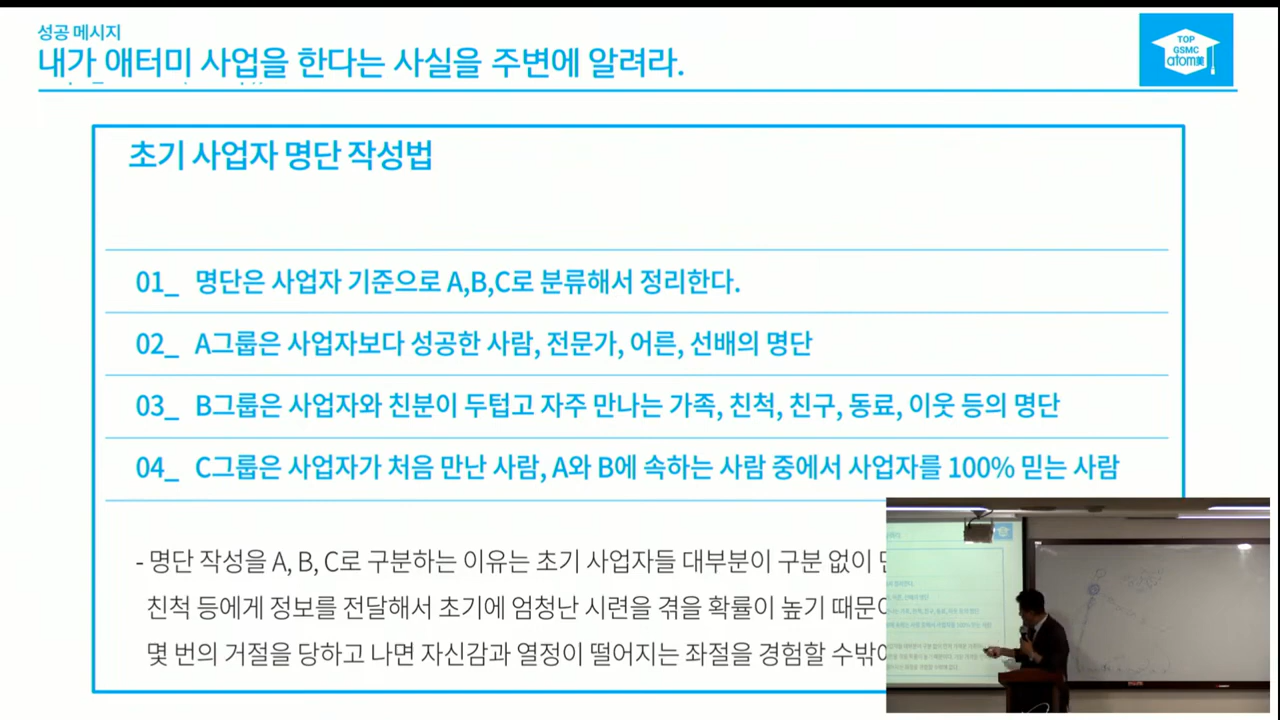 성공 메시지
내가 애터미 사업을 한다는 사실을 주변에 알려라.
TOP
GSMC
atom美
초기 사업자 명단 작성법
01_ 명단은 사업자 기준으로 A,B,C로 분류해서 정리한다.
02_ A그룹은 사업자보다 성공한 사람, 전문가, 어른, 선배의 명단
03_ B그룹은 사업자와 친분이 두텁고 자주 만나는 가족, 친척, 친구, 동료, 이웃 등의 명단
04_ C그룹은 사업자가 처음 만난 사람, A와 B에 속하는 사람 중에서 사업자를 100% 믿는 사람
- 명단 작성을 A, B, C로 구분하는 이유는 초기 사업자들 대부분이 구분 없이
친척 등에게 정보를 전달해서 초기에 엄청난 시련을 겪을 확률이 높기
몇 번의 거절을 당하고 나면 자신감과 열정이 떨어지는 좌절을 경험할